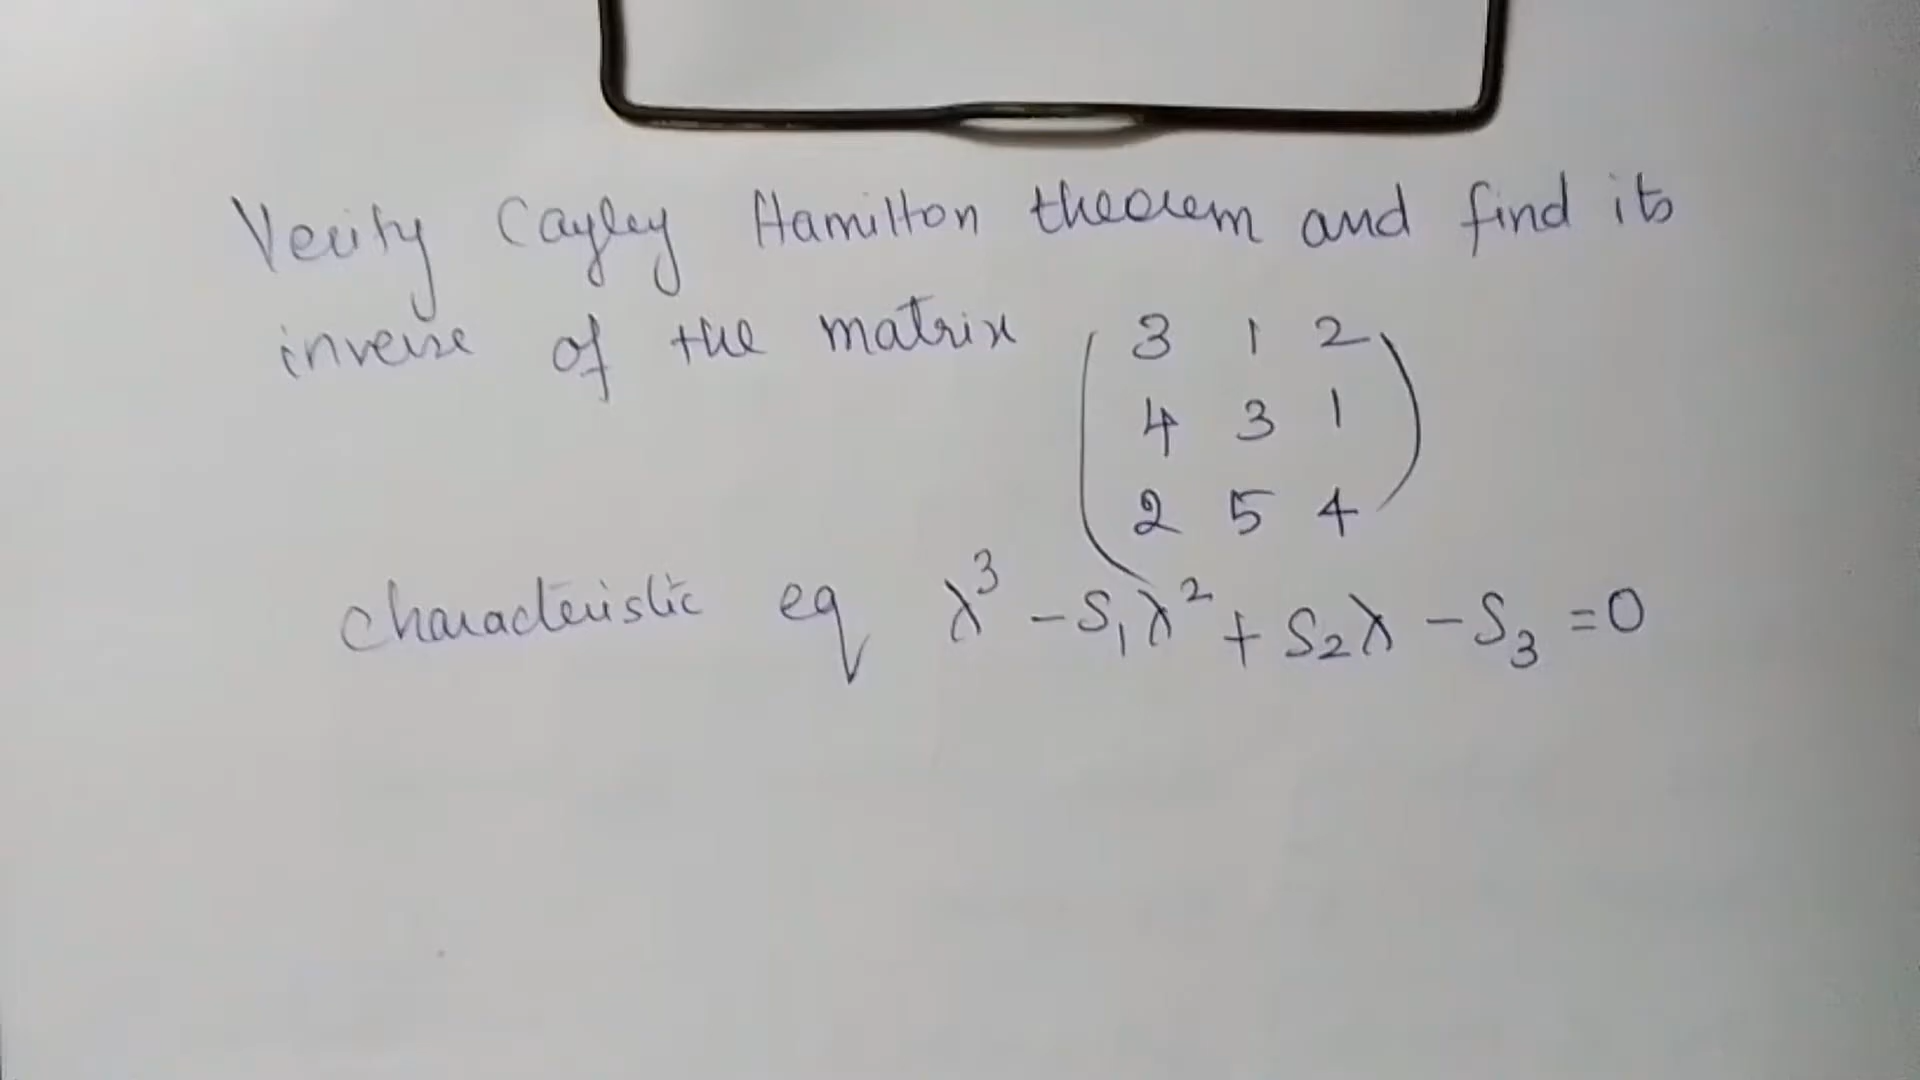 Verify Cayley Hamilton theorem and find its
inverse of the matrix
3 1 2
4 3 1
2 5 4
characteristic eq λ³ - S₁λ² + S₂λ - S₃ = 0